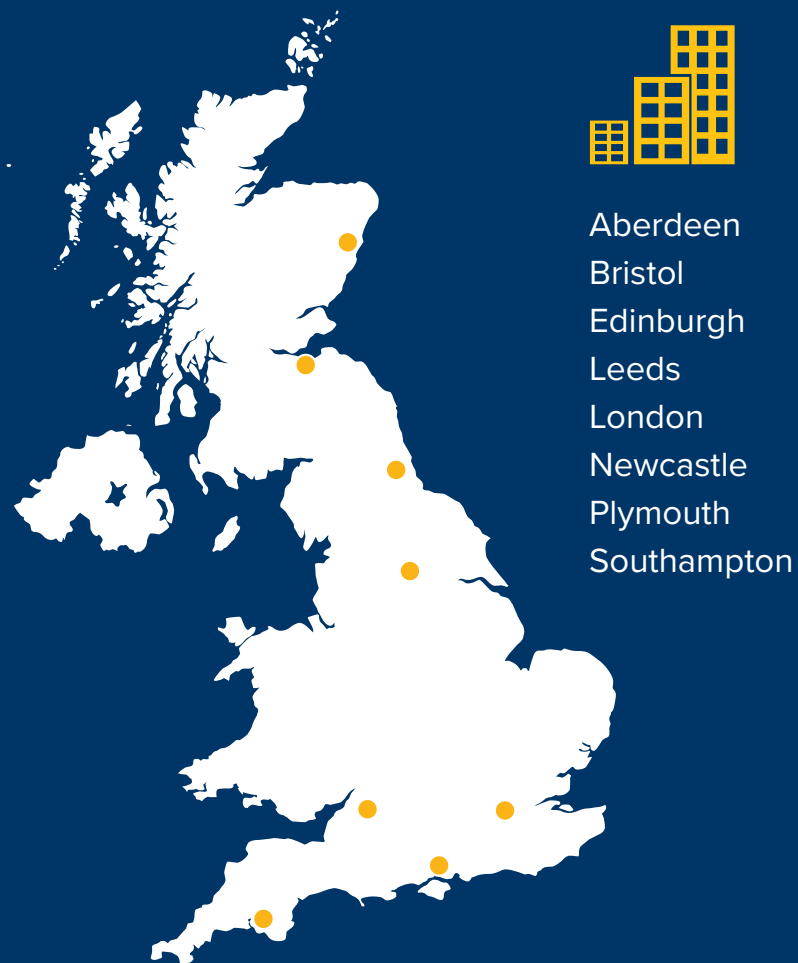 Aberdeen
Bristol
Edinburgh
Leeds
London
Newcastle
Plymouth
Southampton